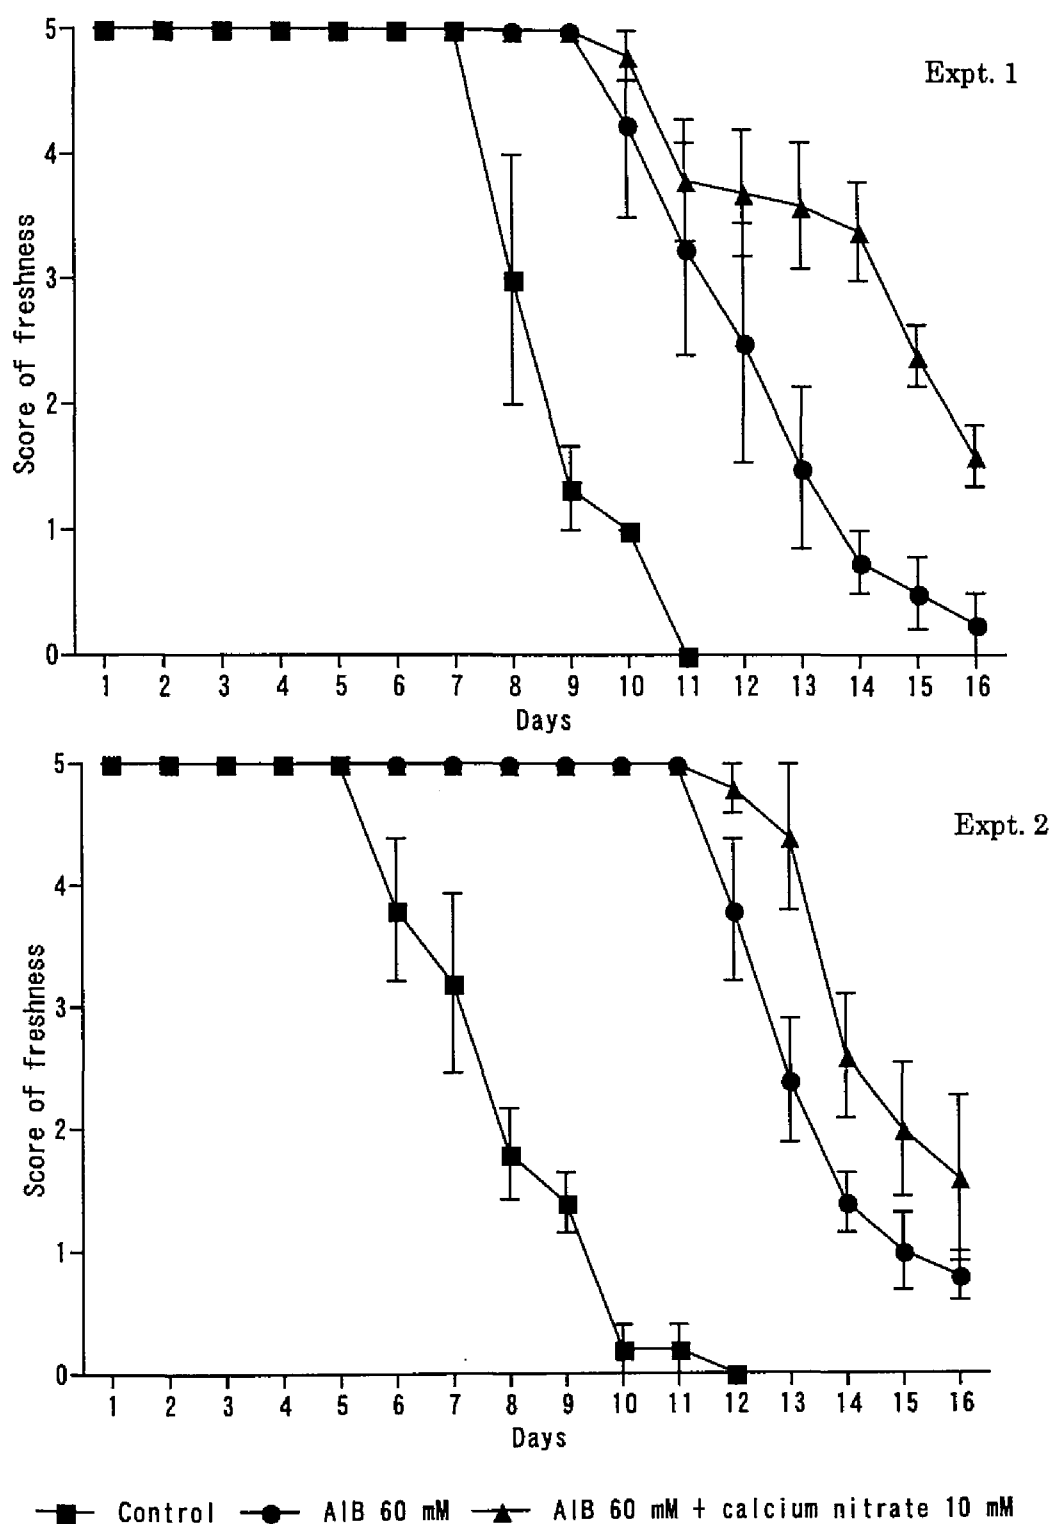 5
Expt. 1
4
3
2
1
0
Score of freshness
1 2 3 4 5 6 7 8 9 10 11 12 13 14 15 16
Days
5
Expt. 2
4
3
2
1
0
Score of freshness
1 2 3 4 5 6 7 8 9 10 11 12 13 14 15 16
Days
Control AIB 60 mM AIB 60 mM + calcium nitrate 10 mM